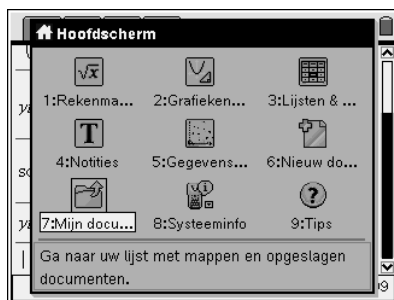 Hoofdscherm
1:Rekenma... 2:Grafieken... 3:Lijsten & ...
4:Notities 5:Gegevens... 6:Nieuw do...
7:Mijn docu... 8:Systeeminfo 9:Tips
Ga naar uw lijst met mappen en opgeslagen
documenten.